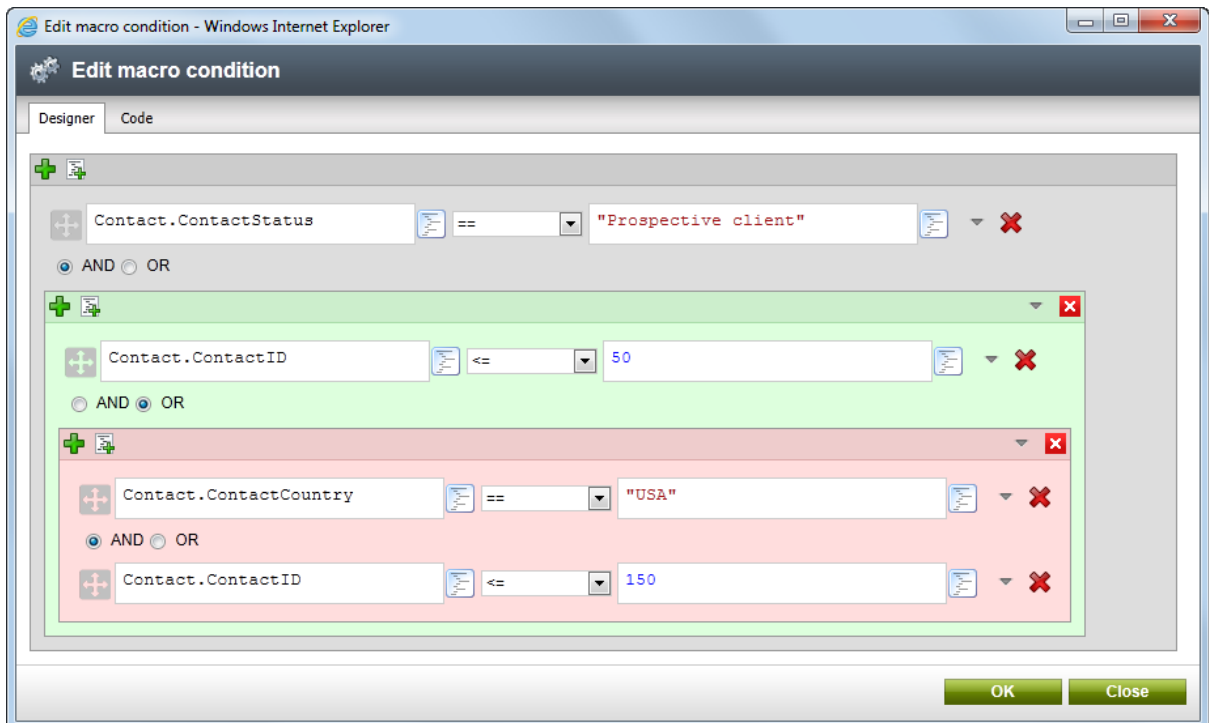 Edit macro condition - Windows Internet Explorer
Edit macro condition
Designer Code
Contact.ContactStatus == "Prospective client"
AND OR
Contact.ContactID <= 50
AND OR
Contact.ContactCountry == "USA"
AND OR
Contact.ContactID <= 150
OK Close